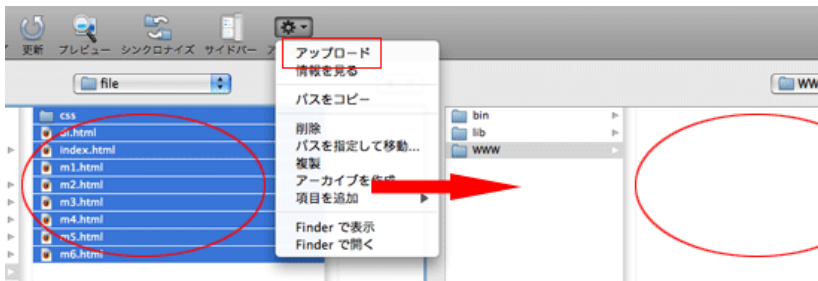 更新 プレビュー シンクロナイズ サイドバー
アップロード
情報を見る
file
パスをコピー
css
index.html
m1.html
m2.html
m3.html
m4.html
m5.html
m6.html
削除
パスを指定して移動...
複製
アーカイブを作成
項目を追加
Finder で表示
Finder で開く
bin
lib
WWW